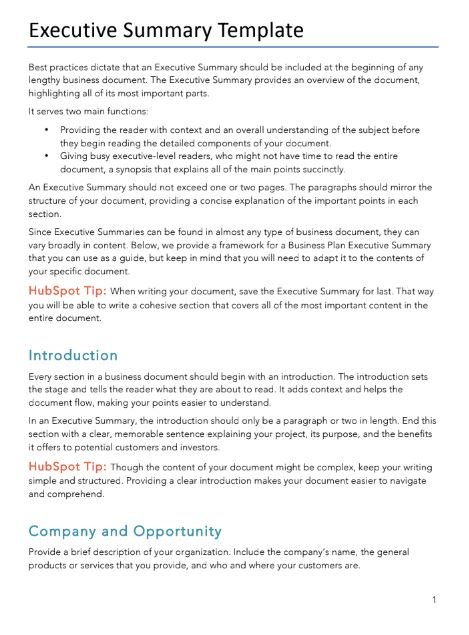 Executive Summary Template
Best practices dictate that an Executive Summary should be included at the beginning of any
lengthy business document. The Executive Summary provides an overview of the document,
highlighting all of its most important parts.
It serves two main functions:
• Providing the reader with context and an overall understanding of the subject before
they begin reading the detailed components of your document.
• Giving busy executive-level readers, who might not have time to read the entire
document, a synopsis that explains all of the main points succinctly.
An Executive Summary should not exceed one or two pages. The paragraphs should mirror the
structure of your document, providing a concise explanation of the important points in each
section.
Since Executive Summaries can be found in almost any type of business document, they can
vary broadly in content. Below, we provide a framework for a Business Plan Executive Summary
that you can use as a guide, but keep in mind that you will need to adapt it to the contents of
your specific document.
HubSpot Tip: When writing your document, save the Executive Summary for last. That way
you will be able to write a cohesive section that covers all of the most important content in the
entire document.
Introduction
Every section in a business document should begin with an introduction. The introduction sets
the stage and tells the reader what they are about to read. It adds context and helps the
document flow, making your points easier to understand.
In an Executive Summary, the introduction should only be a paragraph or two in length. End this
section with a clear, memorable sentence explaining your project, its purpose, and the benefits
it offers to potential customers and investors.
HubSpot Tip: Though the content of your document might be complex, keep your writing
simple and structured. Providing a clear introduction makes your document easier to navigate
and comprehend.
Company and Opportunity
Provide a brief description of your organization. Include the company's name, the general
products or services that you provide, and who and where your customers are.
1